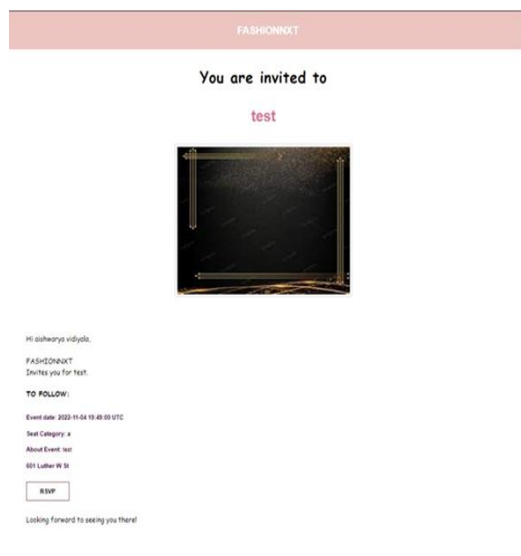 FASHIONNXT
You are invited to
test
Hi aishwarya vidiyala,
FASHIONNXT
Invites you for test.
TO FOLLOW:
Event date: 2022-11-04 19:49:00 UTC
Seat Category: a
About Event: test
601 Luther W St
RSVP
Looking forward to seeing you there!